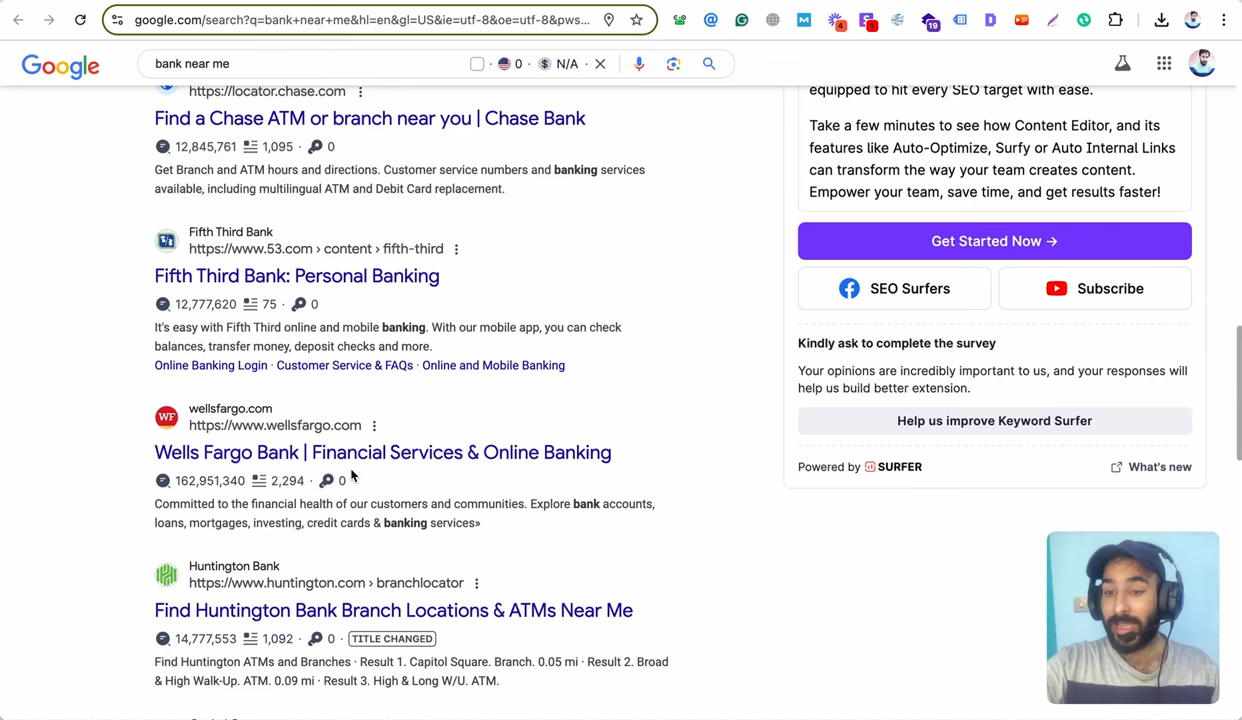 google.com/search?q=bank+near+me&hl=en&gl=US&ie=utf-8&oe=utf-8&pws...
4
19
Google
bank near me
0 · $ N/A ·
https://locator.chase.com
Find a Chase ATM or branch near you | Chase Bank
12,845,761 1,095 · 0
Get Branch and ATM hours and directions. Customer service numbers and banking services
available, including multilingual ATM and Debit Card replacement.
Fifth Third Bank
https://www.53.com › content › fifth-third
Fifth Third Bank: Personal Banking
12,777,620 75 · 0
It's easy with Fifth Third online and mobile banking. With our mobile app, you can check
balances, transfer money, deposit checks and more.
Online Banking Login · Customer Service & FAQs · Online and Mobile Banking
WF
wellsfargo.com
https://www.wellsfargo.com
Wells Fargo Bank | Financial Services & Online Banking
162,951,340 2,294 · 0
Committed to the financial health of our customers and communities. Explore bank accounts,
loans, mortgages, investing, credit cards & banking services»
Huntington Bank
https://www.huntington.com › branchlocator
Find Huntington Bank Branch Locations & ATMs Near Me
14,777,553 1,092 · 0 · TITLE CHANGED
Find Huntington ATMs and Branches · Result 1. Capitol Square. Branch. 0.05 mi · Result 2. Broad
& High Walk-Up. ATM. 0.09 mi · Result 3. High & Long W/U. ATM.
equipped to hit every SEO target with ease.
Take a few minutes to see how Content Editor, and its
features like Auto-Optimize, Surfy or Auto Internal Links
can transform the way your team creates content.
Empower your team, save time, and get results faster!
Get Started Now →
SEO Surfers
Subscribe
Kindly ask to complete the survey
Your opinions are incredibly important to us, and your responses will
help us build better extension.
Help us improve Keyword Surfer
Powered by SURFER
What's new